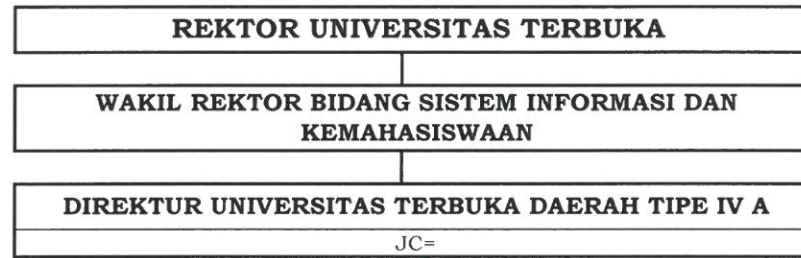 REKTOR UNIVERSITAS TERBUKA
WAKIL REKTOR BIDANG SISTEM INFORMASI DAN
KEMAHASISWAAN
DIREKTUR UNIVERSITAS TERBUKA DAERAH TIPE IV A
JC=